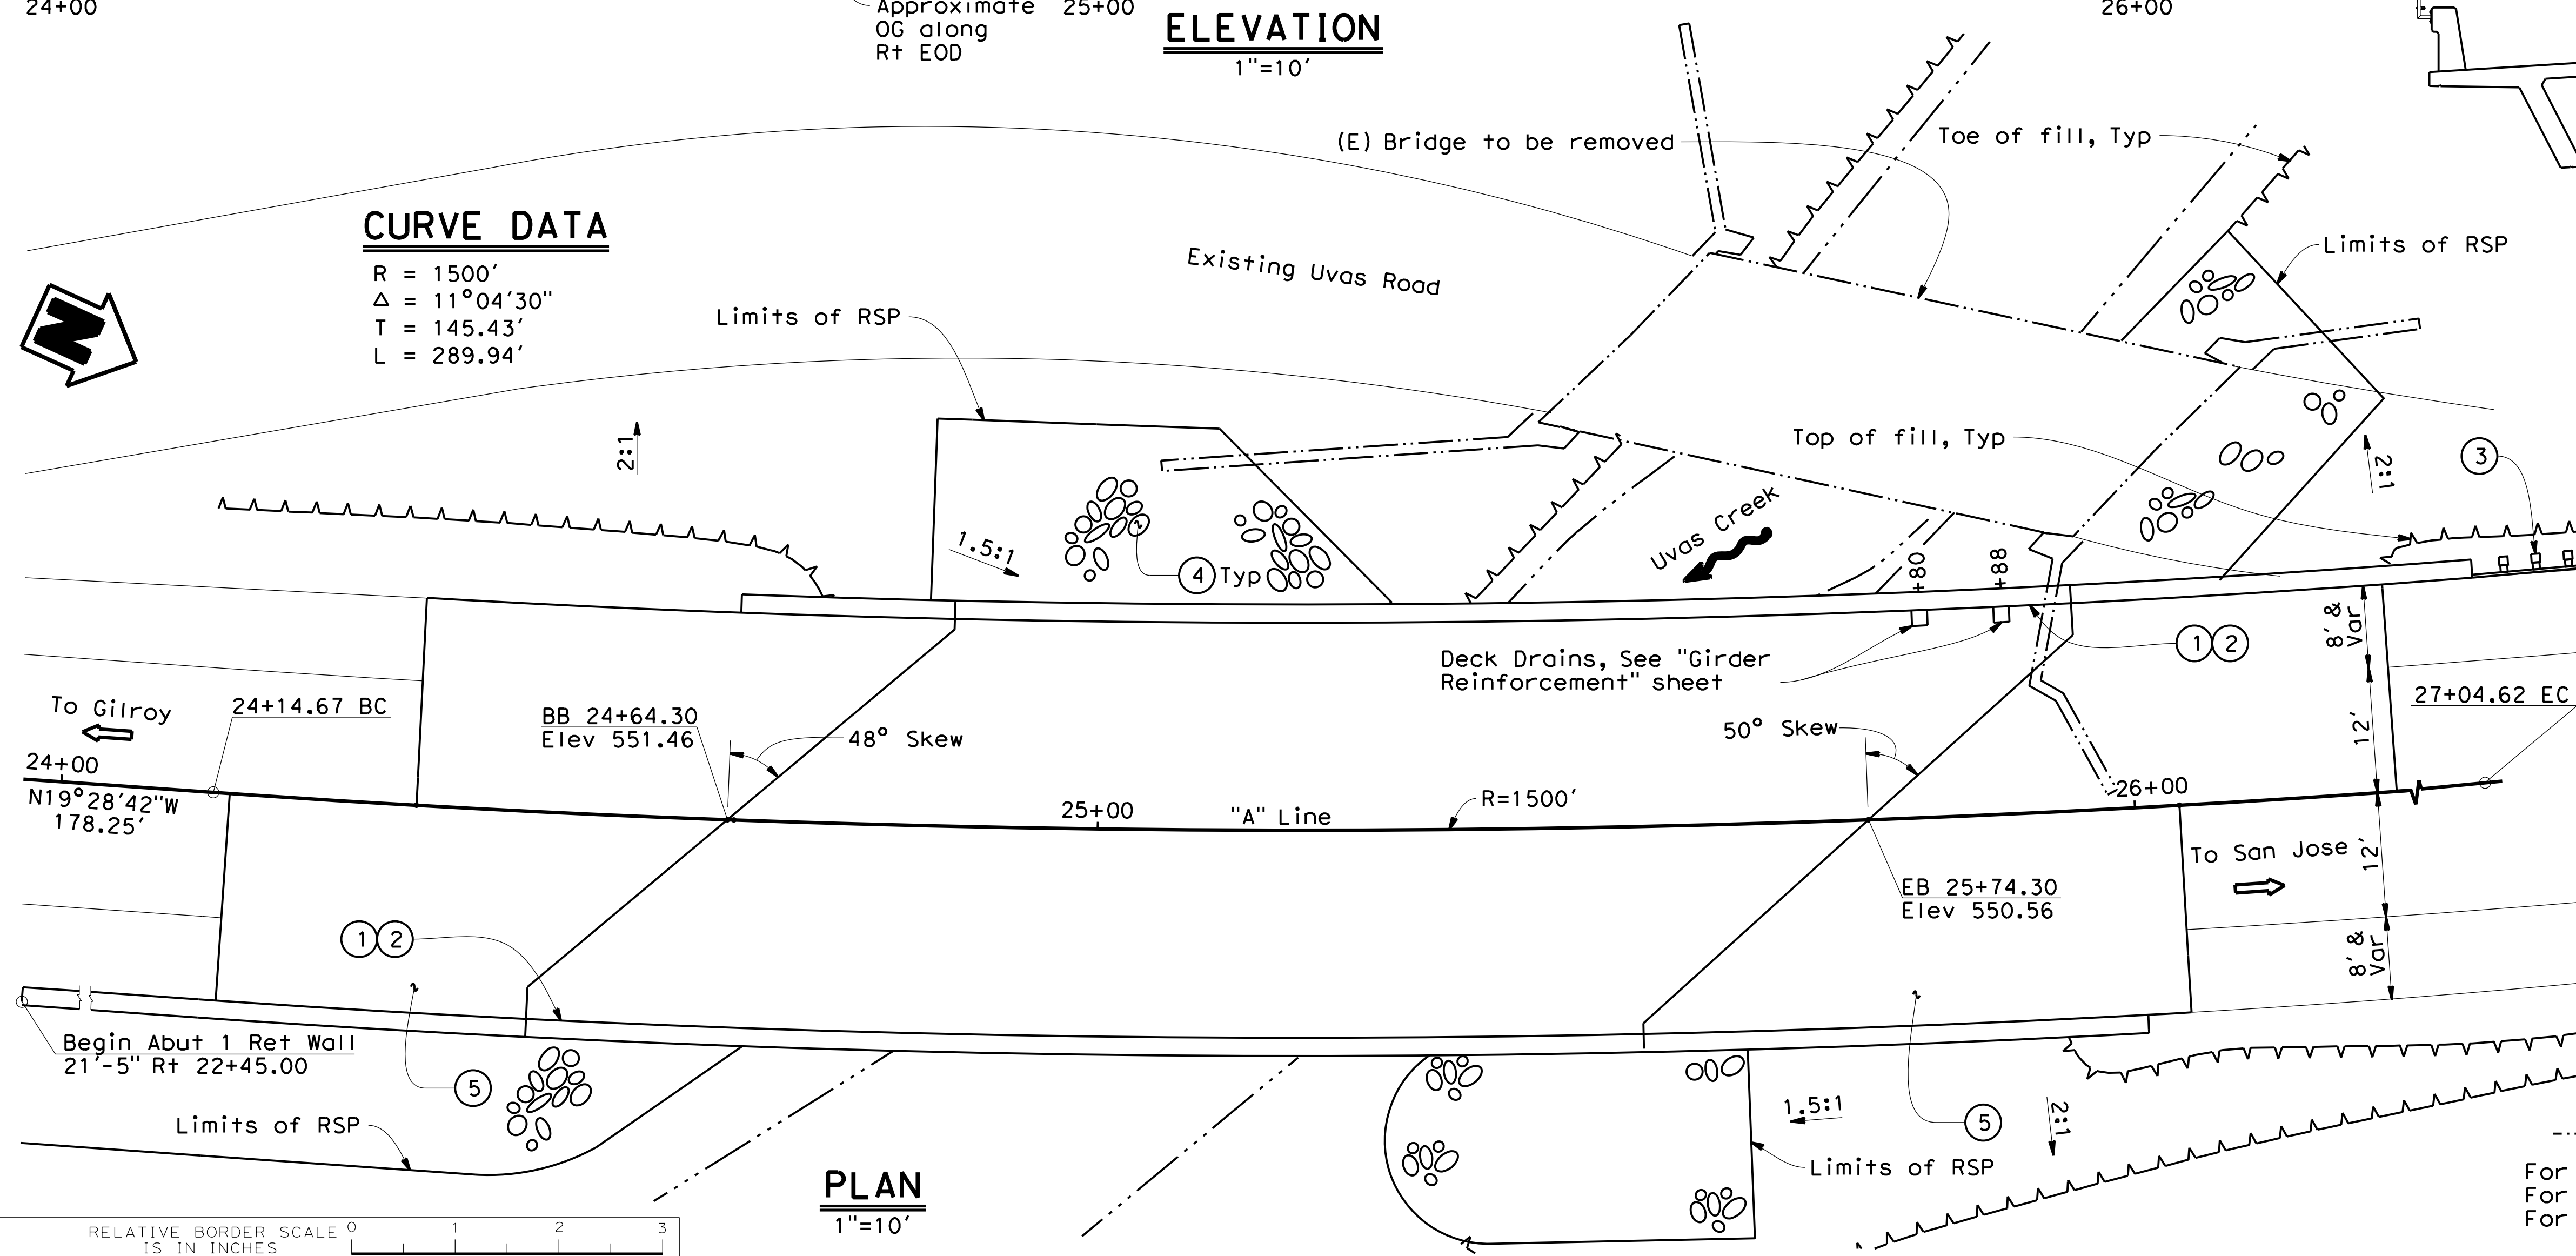 24+00
Approximate 25+00
OG along
Rt EOD
ELEVATION
1"=10'
26+00
(E) Bridge to be removed
Toe of fill, Typ
CURVE DATA
R = 1500'
Δ = 11°04'30"
T = 145.43'
L = 289.94'
N
Existing Uvas Road
Limits of RSP
Limits of RSP
2:1
Top of fill, Typ
2:1
3
1.5:1
4 Typ
Uvas Creek
+80
+88
1 2
Deck Drains, See "Girder
Reinforcement" sheet
8' &
Var
To Gilroy
24+14.67 BC
BB 24+64.30
Elev 551.46
48° Skew
50° Skew
12'
27+04.62 EC
24+00
N19°28'42"W
178.25'
25+00
"A" Line
R=1500'
26+00
To San Jose
12'
EB 25+74.30
Elev 550.56
8' &
Var
1 2
Begin Abut 1 Ret Wall
21'-5" Rt 22+45.00
5
Limits of RSP
1.5:1
2:1
5
Limits of RSP
PLAN
1"=10'
For
For
For
RELATIVE BORDER SCALE
IS IN INCHES
0 1 2 3